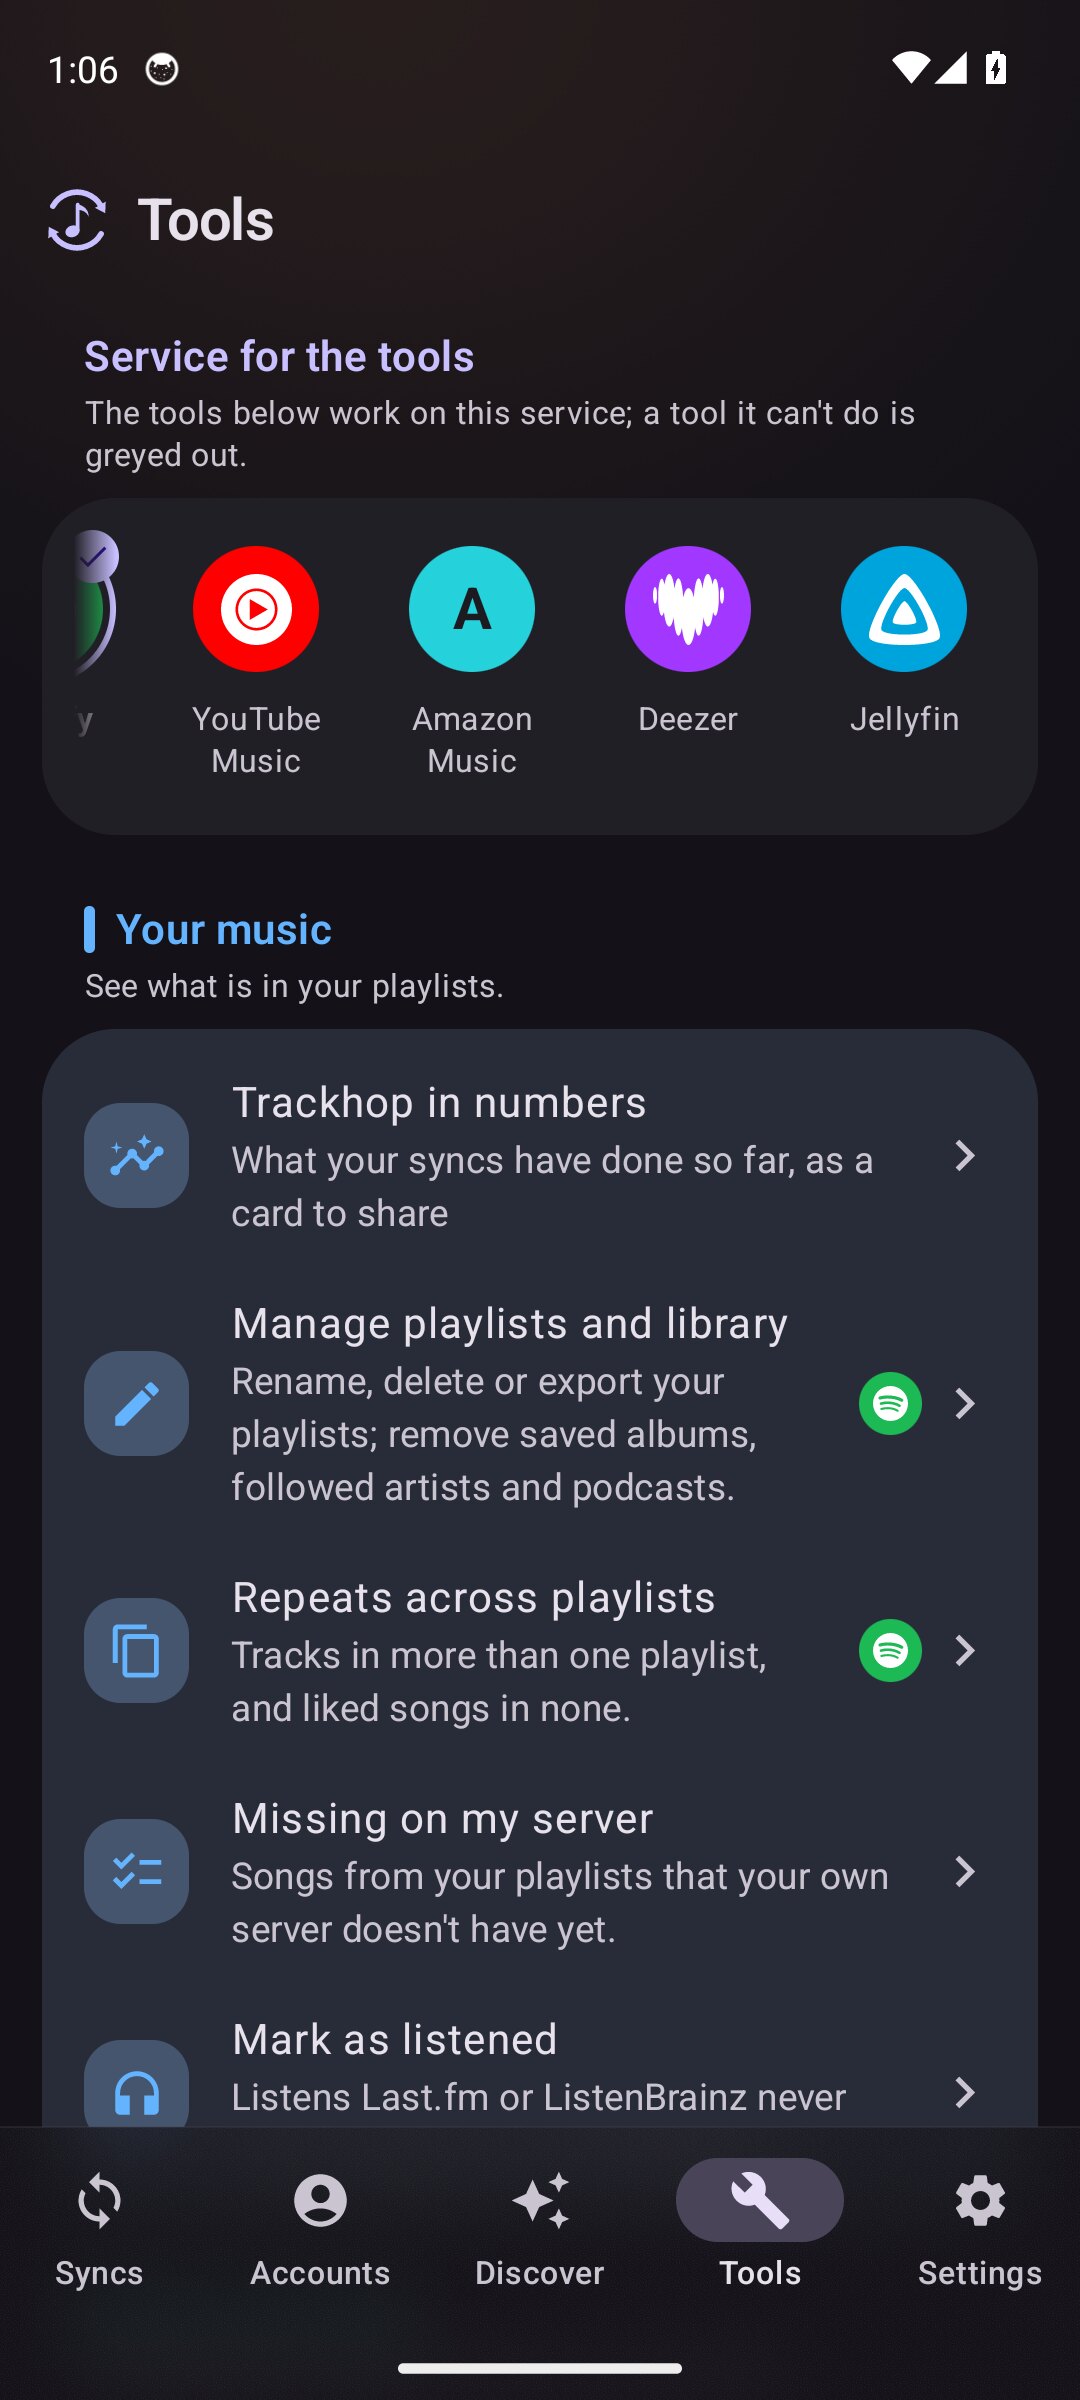 1:06
Tools
Service for the tools
The tools below work on this service; a tool it can't do is
greyed out.
y
YouTube
Music
A
Amazon
Music
Deezer
Jellyfin
Your music
See what is in your playlists.
Trackhop in numbers
What your syncs have done so far, as a
card to share
Manage playlists and library
Rename, delete or export your
playlists; remove saved albums,
followed artists and podcasts.
Repeats across playlists
Tracks in more than one playlist,
and liked songs in none.
Missing on my server
Songs from your playlists that your own
server doesn't have yet.
Mark as listened
Listens Last.fm or ListenBrainz never
Syncs
Accounts
Discover
Tools
Settings